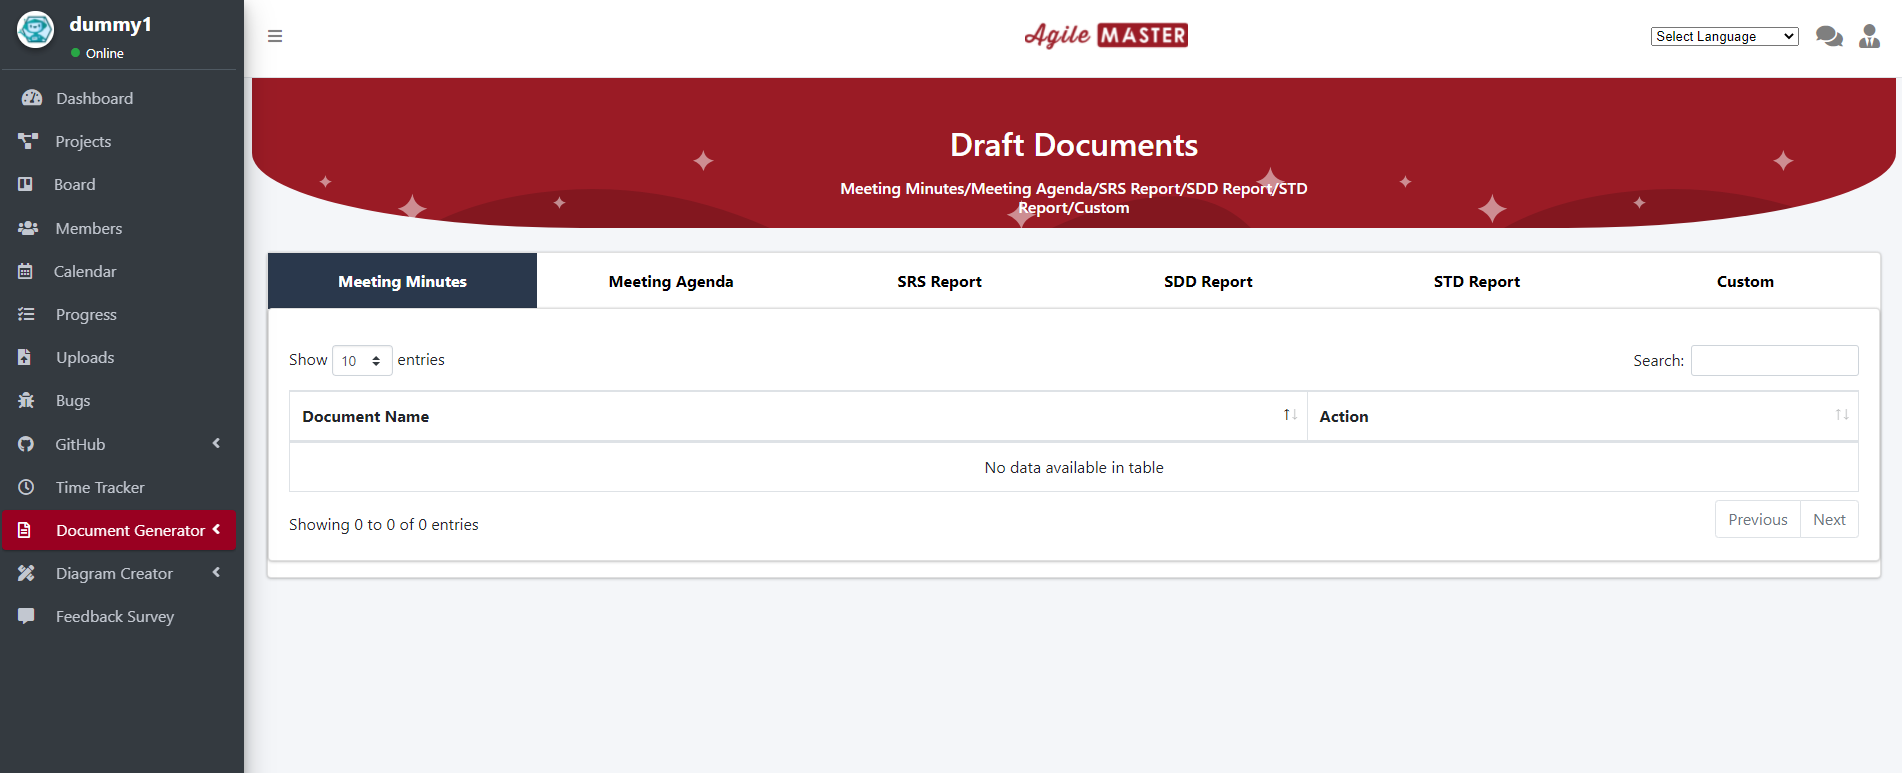 dummy1
Online
Dashboard
Projects
Board
Members
Calendar
Progress
Uploads
Bugs
GitHub
Time Tracker
Document Generator
Diagram Creator
Feedback Survey
Agile MASTER
Select Language
Draft Documents
Meeting Minutes/Meeting Agenda/SRS Report/SDD Report/STD
Report/Custom
Meeting Minutes
Meeting Agenda
SRS Report
SDD Report
STD Report
Custom
Show 10 entries
Search:
Document Name
Action
No data available in table
Showing 0 to 0 of 0 entries
Previous
Next